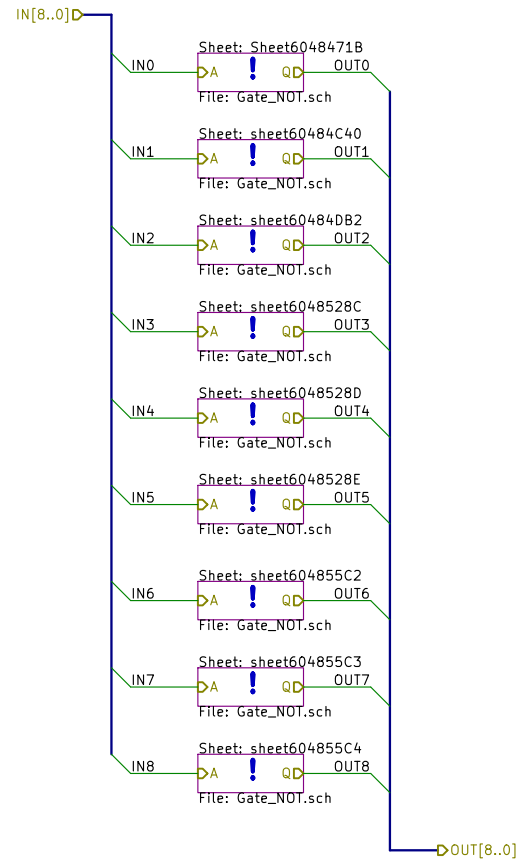 IN[8..0]
Sheet: Sheet6048471B
IN0 A ! Q OUT0
File: Gate_NOT.sch
Sheet: sheet60484C40
IN1 A ! Q OUT1
File: Gate_NOT.sch
Sheet: sheet60484DB2
IN2 A ! Q OUT2
File: Gate_NOT.sch
Sheet: sheet6048528C
IN3 A ! Q OUT3
File: Gate_NOT.sch
Sheet: sheet6048528D
IN4 A ! Q OUT4
File: Gate_NOT.sch
Sheet: sheet6048528E
IN5 A ! Q OUT5
File: Gate_NOT.sch
Sheet: sheet604855C2
IN6 A ! Q OUT6
File: Gate_NOT.sch
Sheet: sheet604855C3
IN7 A ! Q OUT7
File: Gate_NOT.sch
Sheet: sheet604855C4
IN8 A ! Q OUT8
File: Gate_NOT.sch
OUT[8..0]